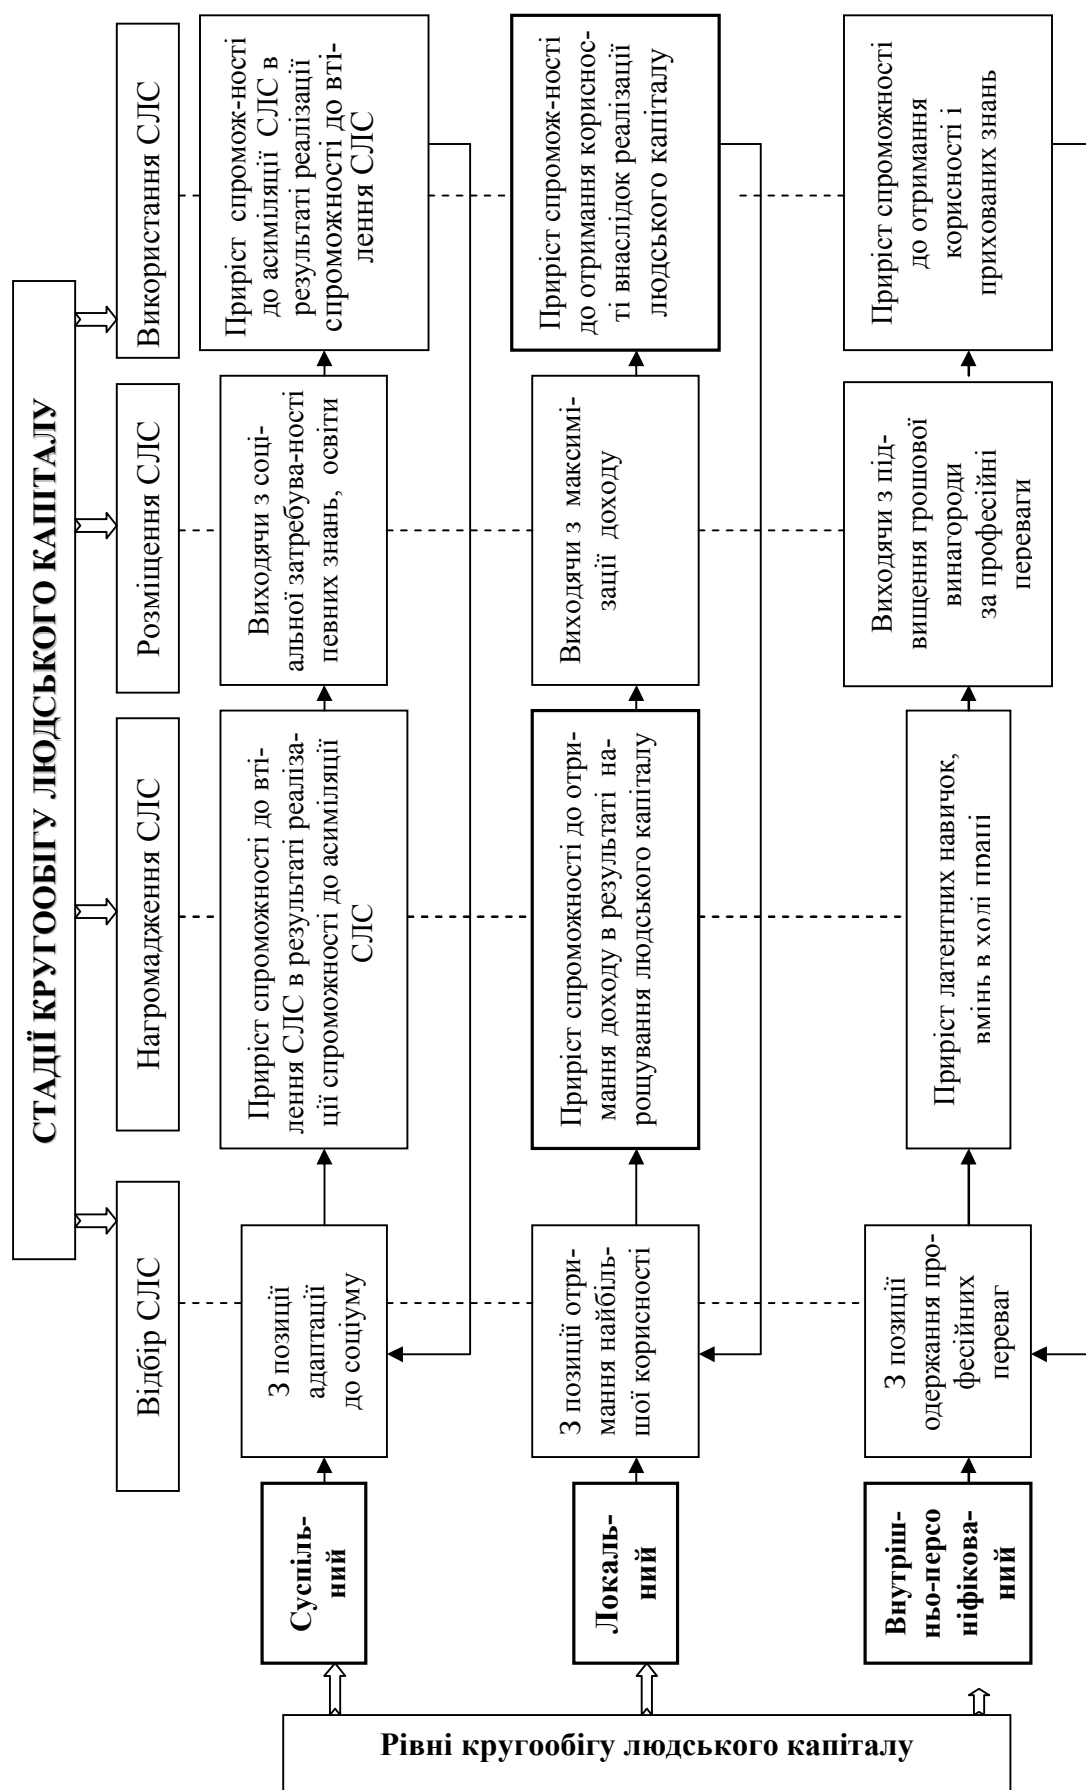 СТАДІЇ КРУГООБІГУ ЛЮДСЬКОГО КАПІТАЛУ
Відбір СЛС
Нагромадження СЛС
Розміщення СЛС
Використання СЛС
Рівні кругообігу людського капіталу
Суспіль-
ний
З позиції
адаптації
до соціуму
Приріст спроможності до вті-
лення СЛС в результаті реаліза-
ції спроможності до асиміляції
СЛС
Виходячи з соці-
альної затребува-ності
певних знань, освіти
Приріст спромож-ності
до асиміляції СЛС в
результаті реалізації
спроможності до вті-
лення СЛС
Локаль-
ний
З позиції отри-
мання найбіль-
шої корисності
Приріст спроможності до отри-
мання доходу в результаті на-
рощування людського капіталу
Виходячи з максимі-
зації доходу
Приріст спромож-ності
до отримання кориснос-
ті внаслідок реалізації
людського капіталу
Внутріш-
ньо-персо
ніфікова-
ний
З позиції
одержання про-
фесійних
переваг
Приріст латентних навичок,
вмінь в ході праці
Виходячи з під-
вищення грошової
винагороди
за професійні
переваги
Приріст спроможності
до отримання
корисності і
прихованих знань